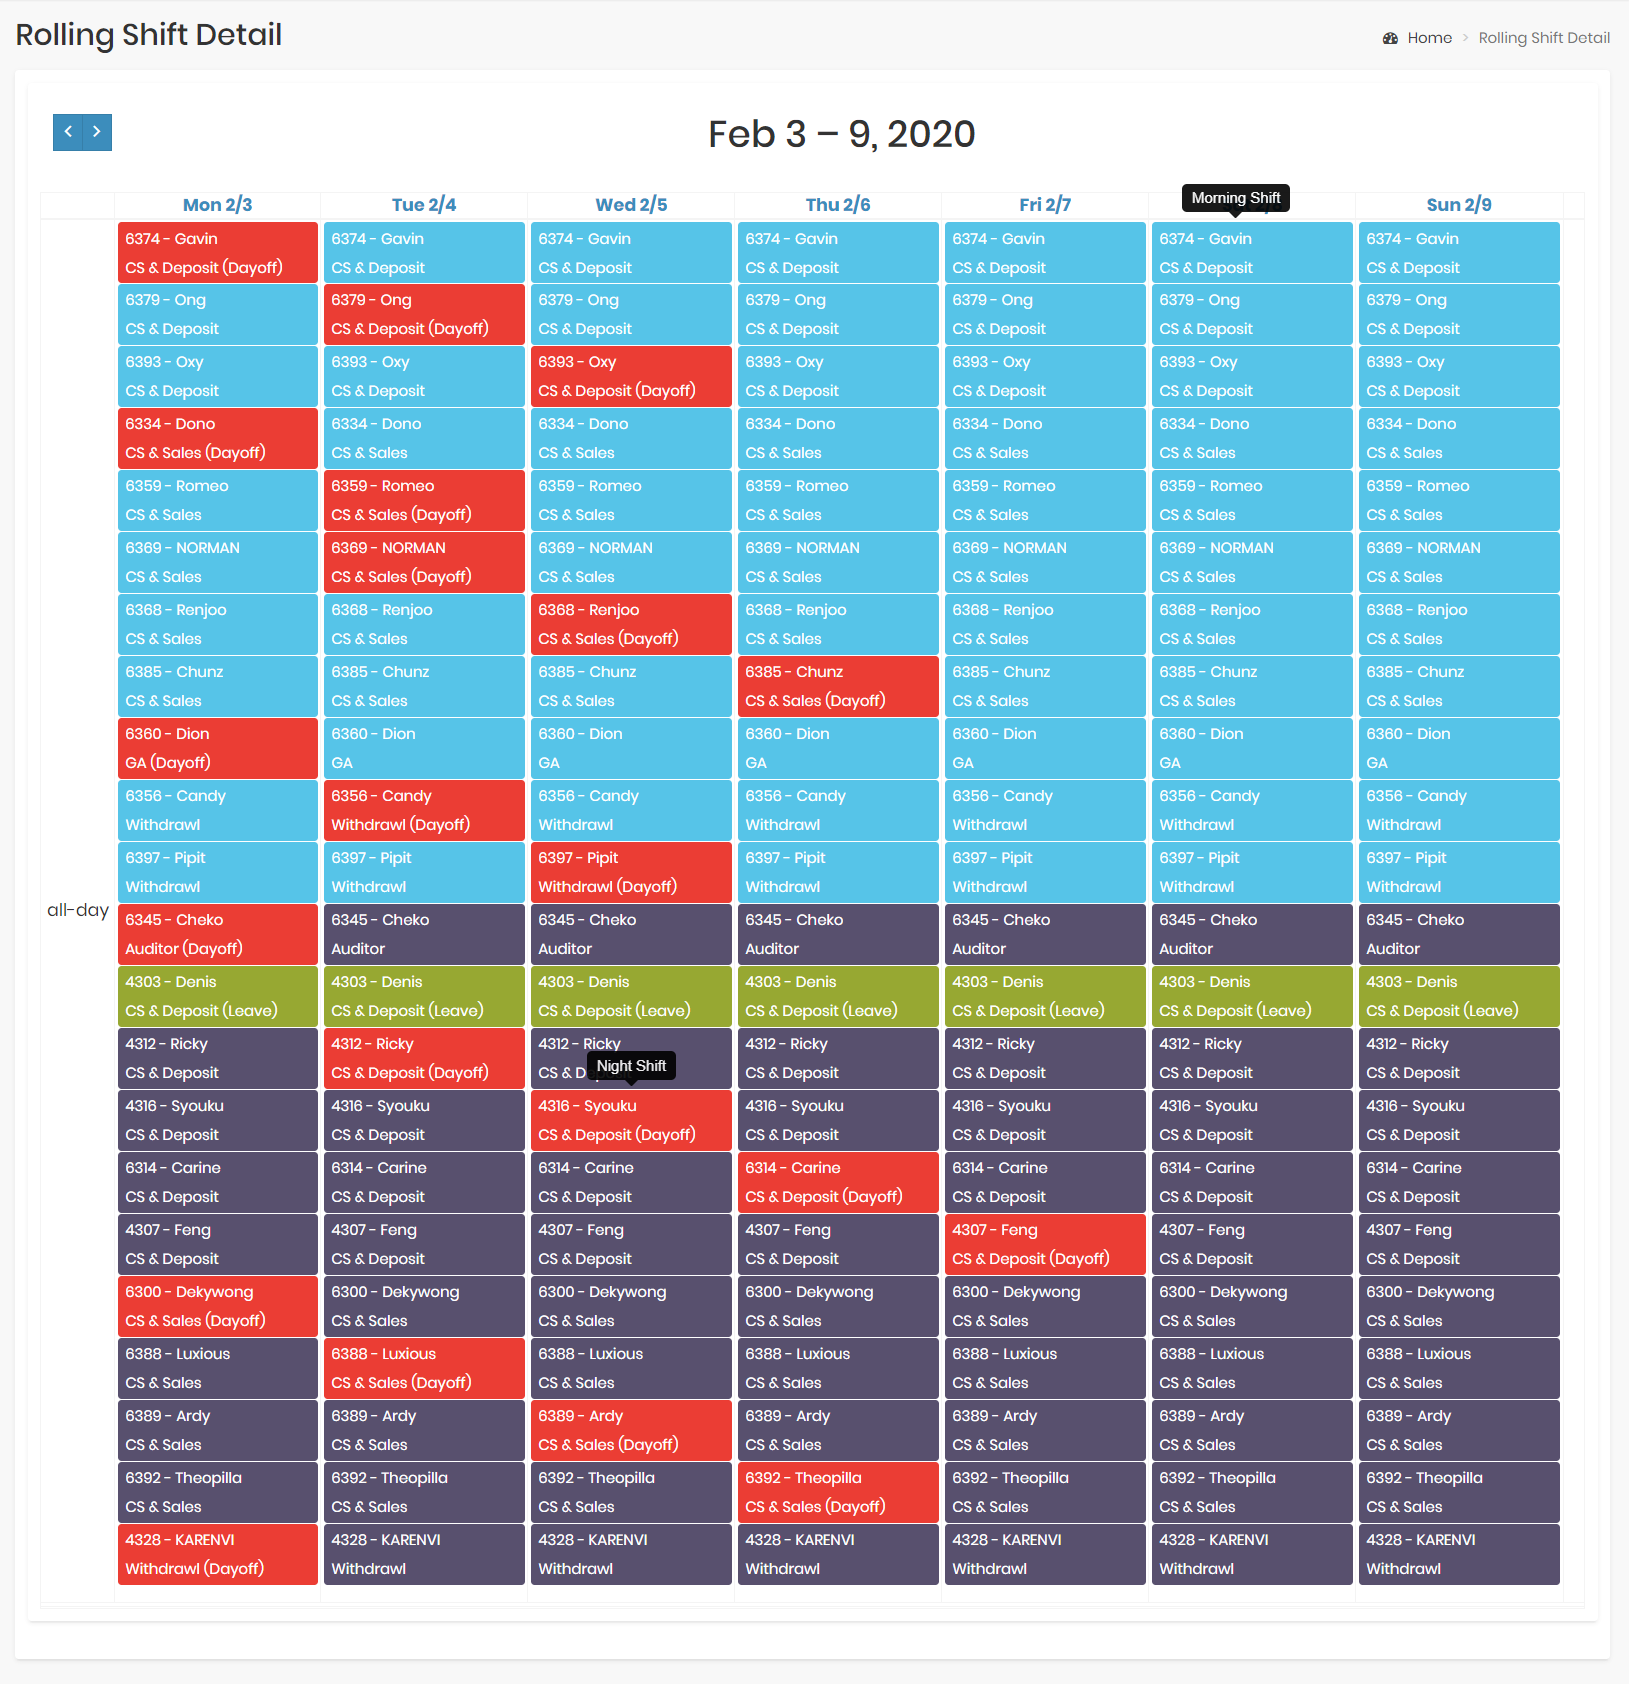 Rolling Shift Detail
Home > Rolling Shift Detail
Feb 3 – 9, 2020
Mon 2/3 Tue 2/4 Wed 2/5 Thu 2/6 Fri 2/7 Morning Shift Sun 2/9
6374 - Gavin 6374 - Gavin 6374 - Gavin 6374 - Gavin 6374 - Gavin 6374 - Gavin 6374 - Gavin
CS & Deposit (Dayoff) CS & Deposit CS & Deposit CS & Deposit CS & Deposit CS & Deposit CS & Deposit
6379 - Ong 6379 - Ong 6379 - Ong 6379 - Ong 6379 - Ong 6379 - Ong 6379 - Ong
CS & Deposit CS & Deposit (Dayoff) CS & Deposit CS & Deposit CS & Deposit CS & Deposit CS & Deposit
6393 - Oxy 6393 - Oxy 6393 - Oxy 6393 - Oxy 6393 - Oxy 6393 - Oxy 6393 - Oxy
CS & Deposit CS & Deposit CS & Deposit (Dayoff) CS & Deposit CS & Deposit CS & Deposit CS & Deposit
6334 - Dono 6334 - Dono 6334 - Dono 6334 - Dono 6334 - Dono 6334 - Dono 6334 - Dono
CS & Sales (Dayoff) CS & Sales CS & Sales CS & Sales CS & Sales CS & Sales CS & Sales
6359 - Romeo 6359 - Romeo 6359 - Romeo 6359 - Romeo 6359 - Romeo 6359 - Romeo 6359 - Romeo
CS & Sales CS & Sales (Dayoff) CS & Sales CS & Sales CS & Sales CS & Sales CS & Sales
6369 - NORMAN 6369 - NORMAN 6369 - NORMAN 6369 - NORMAN 6369 - NORMAN 6369 - NORMAN 6369 - NORMAN
CS & Sales CS & Sales (Dayoff) CS & Sales CS & Sales CS & Sales CS & Sales CS & Sales
6368 - Renjoo 6368 - Renjoo 6368 - Renjoo 6368 - Renjoo 6368 - Renjoo 6368 - Renjoo 6368 - Renjoo
CS & Sales CS & Sales CS & Sales (Dayoff) CS & Sales CS & Sales CS & Sales CS & Sales
6385 - Chunz 6385 - Chunz 6385 - Chunz 6385 - Chunz 6385 - Chunz 6385 - Chunz 6385 - Chunz
CS & Sales CS & Sales CS & Sales CS & Sales (Dayoff) CS & Sales CS & Sales CS & Sales
6360 - Dion 6360 - Dion 6360 - Dion 6360 - Dion 6360 - Dion 6360 - Dion 6360 - Dion
GA (Dayoff) GA GA GA GA GA GA
6356 - Candy 6356 - Candy 6356 - Candy 6356 - Candy 6356 - Candy 6356 - Candy 6356 - Candy
Withdrawl Withdrawl (Dayoff) Withdrawl Withdrawl Withdrawl Withdrawl Withdrawl
6397 - Pipit 6397 - Pipit 6397 - Pipit 6397 - Pipit 6397 - Pipit 6397 - Pipit 6397 - Pipit
Withdrawl Withdrawl Withdrawl (Dayoff) Withdrawl Withdrawl Withdrawl Withdrawl
all-day
6345 - Cheko 6345 - Cheko 6345 - Cheko 6345 - Cheko 6345 - Cheko 6345 - Cheko 6345 - Cheko
Auditor (Dayoff) Auditor Auditor Auditor Auditor Auditor Auditor
4303 - Denis 4303 - Denis 4303 - Denis 4303 - Denis 4303 - Denis 4303 - Denis 4303 - Denis
CS & Deposit (Leave) CS & Deposit (Leave) CS & Deposit (Leave) CS & Deposit (Leave) CS & Deposit (Leave) CS & Deposit (Leave) CS & Deposit (Leave)
4312 - Ricky 4312 - Ricky 4312 - Ricky 4312 - Ricky 4312 - Ricky 4312 - Ricky 4312 - Ricky
CS & Deposit CS & Deposit (Dayoff) CS & D Night Shift CS & Deposit CS & Deposit CS & Deposit CS & Deposit
4316 - Syouku 4316 - Syouku 4316 - Syouku 4316 - Syouku 4316 - Syouku 4316 - Syouku 4316 - Syouku
CS & Deposit CS & Deposit CS & Deposit (Dayoff) CS & Deposit CS & Deposit CS & Deposit CS & Deposit
6314 - Carine 6314 - Carine 6314 - Carine 6314 - Carine 6314 - Carine 6314 - Carine 6314 - Carine
CS & Deposit CS & Deposit CS & Deposit CS & Deposit (Dayoff) CS & Deposit CS & Deposit CS & Deposit
4307 - Feng 4307 - Feng 4307 - Feng 4307 - Feng 4307 - Feng 4307 - Feng 4307 - Feng
CS & Deposit CS & Deposit CS & Deposit CS & Deposit CS & Deposit (Dayoff) CS & Deposit CS & Deposit
6300 - Dekywong 6300 - Dekywong 6300 - Dekywong 6300 - Dekywong 6300 - Dekywong 6300 - Dekywong 6300 - Dekywong
CS & Sales (Dayoff) CS & Sales CS & Sales CS & Sales CS & Sales CS & Sales CS & Sales
6388 - Luxious 6388 - Luxious 6388 - Luxious 6388 - Luxious 6388 - Luxious 6388 - Luxious 6388 - Luxious
CS & Sales CS & Sales (Dayoff) CS & Sales CS & Sales CS & Sales CS & Sales CS & Sales
6389 - Ardy 6389 - Ardy 6389 - Ardy 6389 - Ardy 6389 - Ardy 6389 - Ardy 6389 - Ardy
CS & Sales CS & Sales CS & Sales (Dayoff) CS & Sales CS & Sales CS & Sales CS & Sales
6392 - Theopilla 6392 - Theopilla 6392 - Theopilla 6392 - Theopilla 6392 - Theopilla 6392 - Theopilla 6392 - Theopilla
CS & Sales CS & Sales CS & Sales CS & Sales (Dayoff) CS & Sales CS & Sales CS & Sales
4328 - KARENVI 4328 - KARENVI 4328 - KARENVI 4328 - KARENVI 4328 - KARENVI 4328 - KARENVI 4328 - KARENVI
Withdrawl (Dayoff) Withdrawl Withdrawl Withdrawl Withdrawl Withdrawl Withdrawl